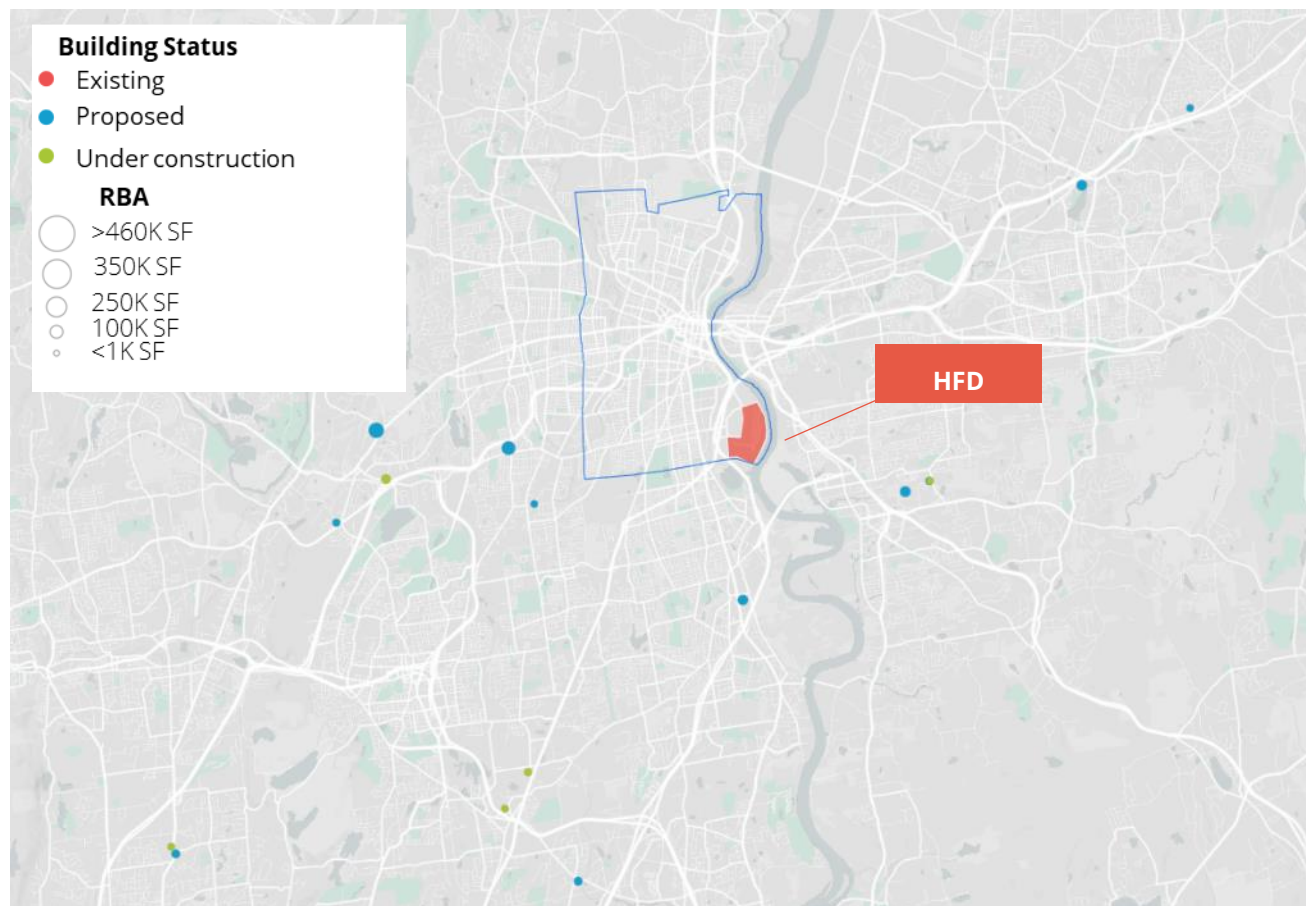 Building Status
Existing
Proposed
Under construction
RBA
>460K SF
350K SF
250K SF
100K SF
<1K SF
HFD